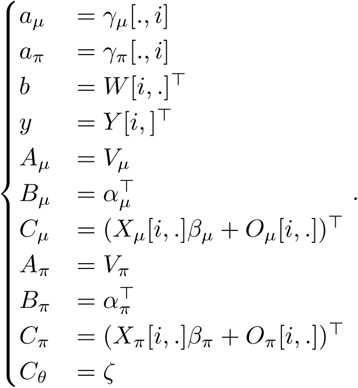 a_μ = γ_μ[., i]
a_π = γ_π[., i]
b = W[i, .]^⊤
y = Y[i, ]^⊤
A_μ = V_μ
B_μ = α_μ^⊤
C_μ = (X_μ[i, .]β_μ + O_μ[i, .])^⊤
A_π = V_π
B_π = α_π^⊤
C_π = (X_π[i, .]β_π + O_π[i, .])^⊤
C_θ = ζ
.